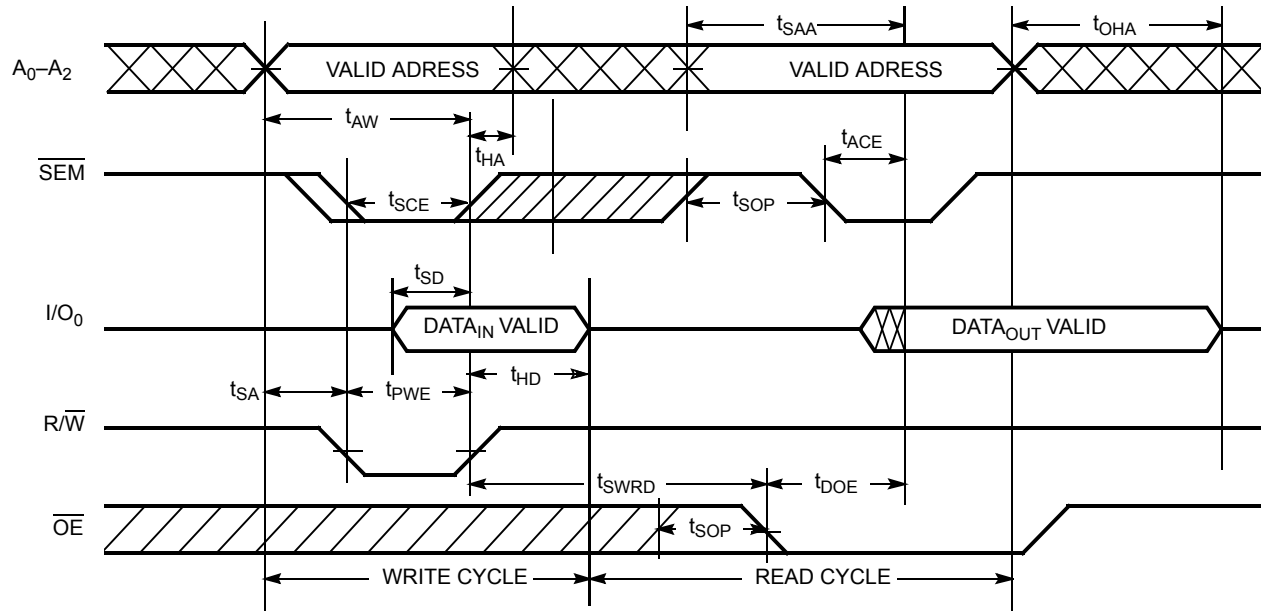 tSAA
tOHA
A0–A2
VALID ADRESS
VALID ADRESS
tAW
tHA
tACE
SEM
tSCE
tSOP
tSD
I/O0
DATAIN VALID
DATAOUT VALID
tSA
tPWE
tHD
R/W
tSWRD
tDOE
OE
tSOP
WRITE CYCLE
READ CYCLE